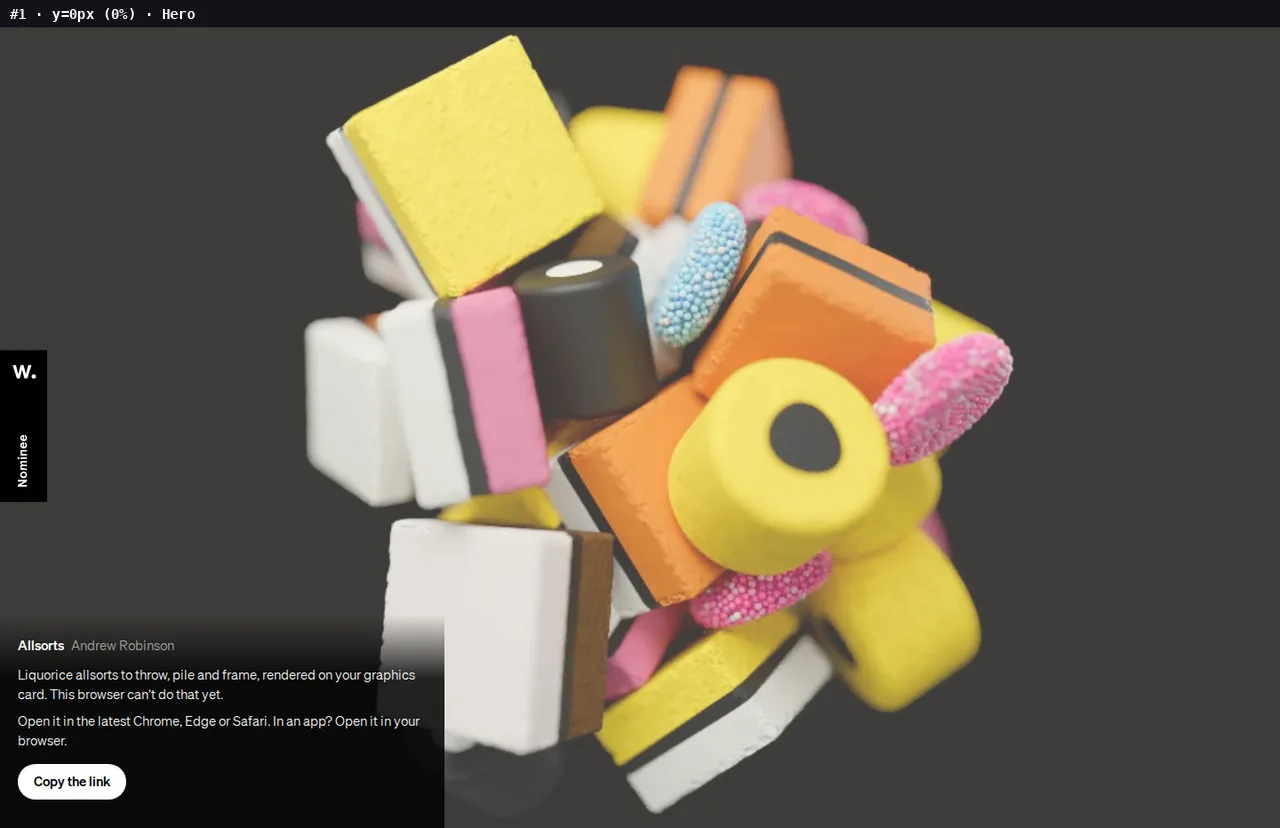 #1 · y=0px (0%) · Hero
W.
Nominee
Allsorts Andrew Robinson
Liquorice allsorts to throw, pile and frame, rendered on your graphics
card. This browser can't do that yet.
Open it in the latest Chrome, Edge or Safari. In an app? Open it in your
browser.
Copy the link